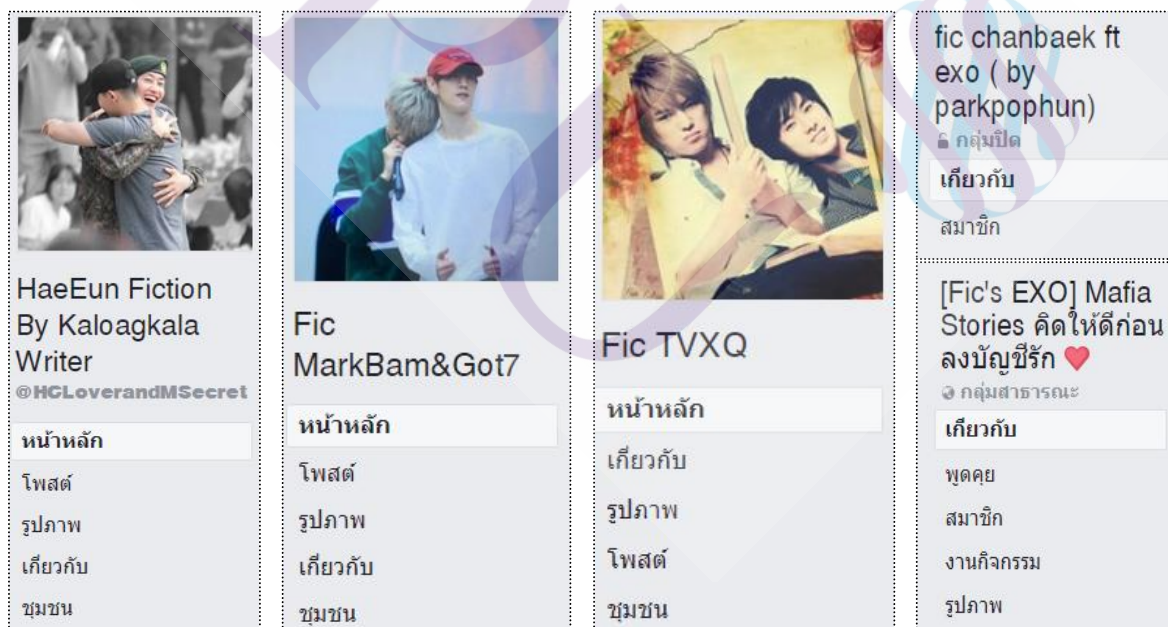 HaeEun Fiction
By Kaloagkala
Writer
@HCLoverandMSecret
หน้าหลัก
โพสต์
รูปภาพ
เกี่ยวกับ
ชุมชน
Fic
MarkBam&Got7
หน้าหลัก
โพสต์
รูปภาพ
เกี่ยวกับ
ชุมชน
Fic TVXQ
หน้าหลัก
เกี่ยวกับ
รูปภาพ
โพสต์
ชุมชน
fic chanbaek ft
exo ( by
parkpophun)
กลุ่มปิด
เกี่ยวกับ
สมาชิก
[Fic's EXO] Mafia
Stories คิดให้ดีก่อน
ลงบัญชีรัก ❤️
กลุ่มสาธารณะ
เกี่ยวกับ
พูดคุย
สมาชิก
งานกิจกรรม
รูปภาพ